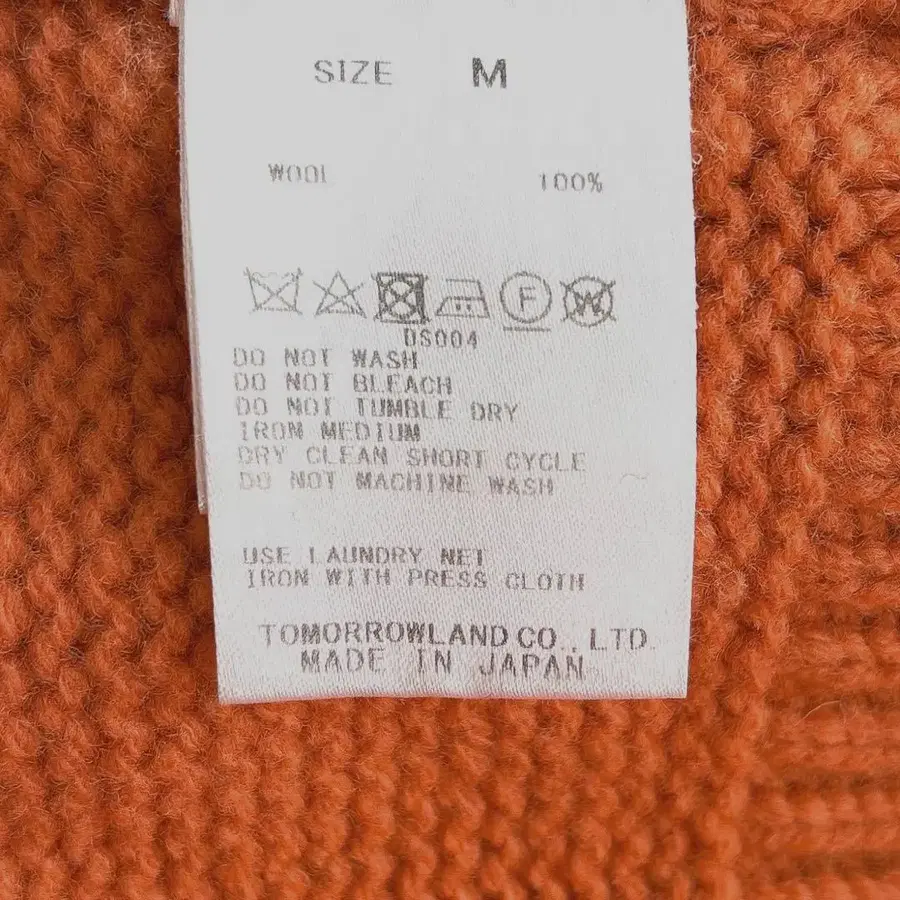 SIZE M
WOOL 100%
F W
DS004
DO NOT WASH
DO NOT BLEACH
DO NOT TUMBLE DRY
IRON MEDIUM
DRY CLEAN SHORT CYCLE
DO NOT MACHINE WASH
USE LAUNDRY NET
IRON WITH PRESS CLOTH
TOMORROWLAND CO., LTD.
MADE IN JAPAN